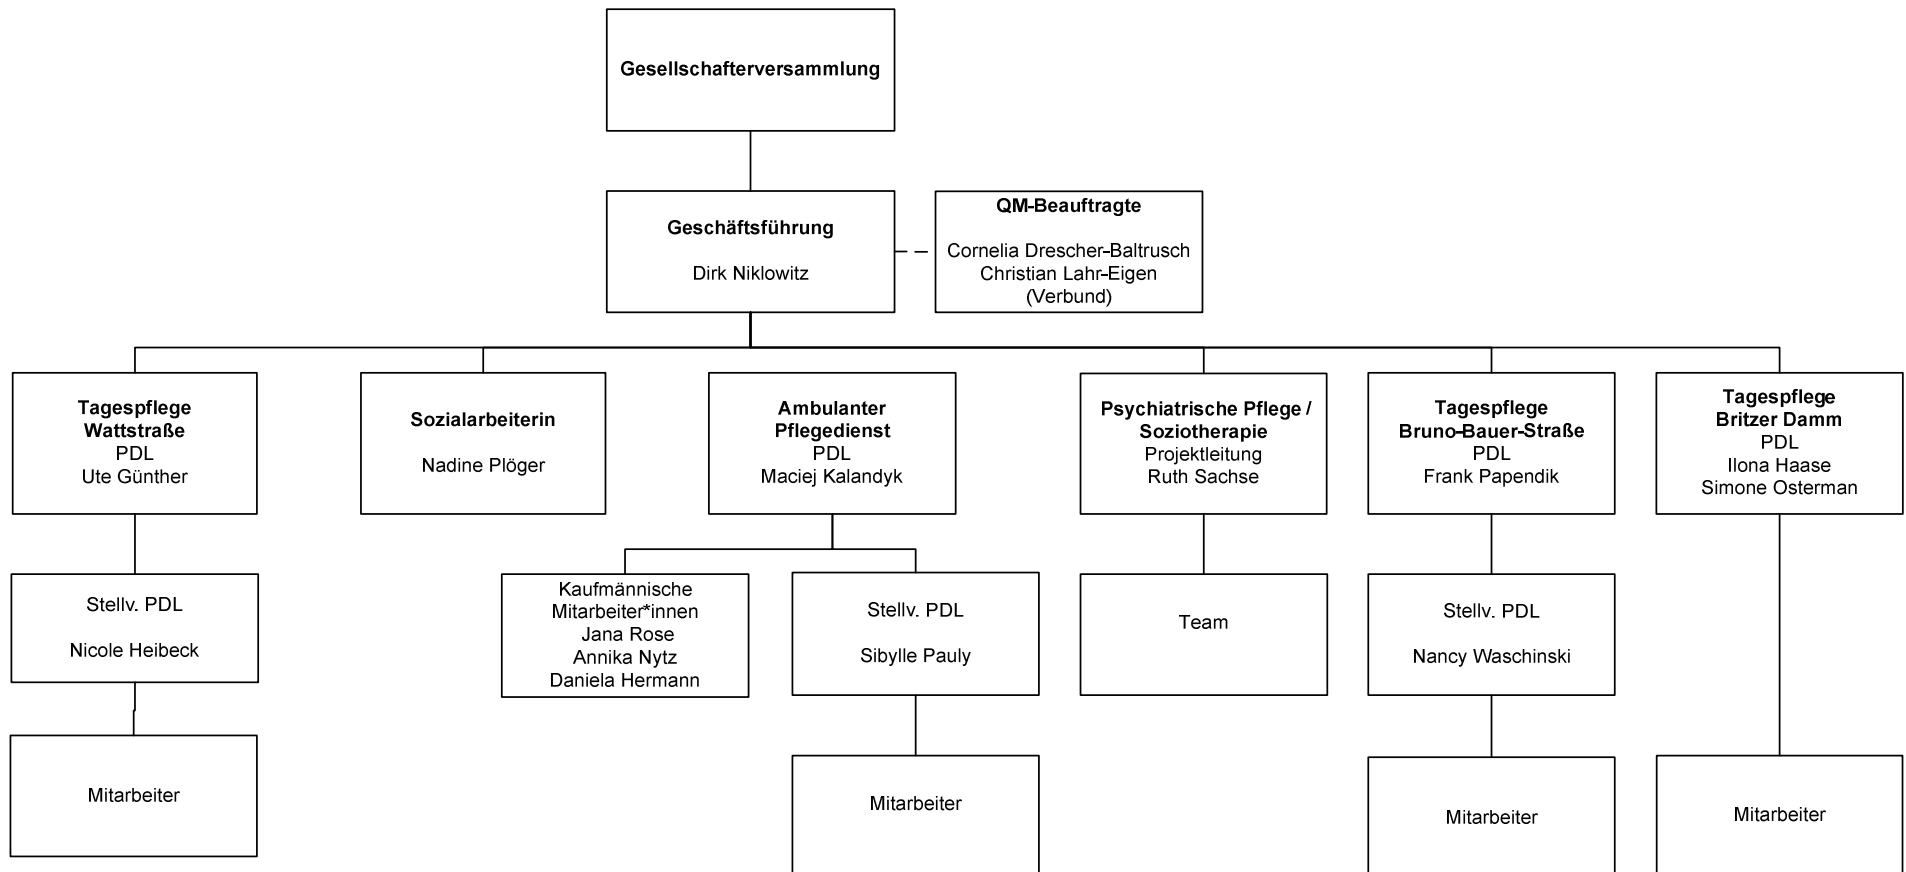 Gesellschafterversammlung
Geschäftsführung
Dirk Niklowitz
QM-Beauftragte
Cornelia Drescher-Baltrusch
Christian Lahr-Eigen
(Verbund)
Tagespflege
Wattstraße
PDL
Ute Günther
Sozialarbeiterin
Nadine Plöger
Ambulanter
Pflegedienst
PDL
Maciej Kalandyk
Psychiatrische Pflege /
Soziotherapie
Projektleitung
Ruth Sachse
Tagespflege
Bruno-Bauer-Straße
PDL
Frank Papendik
Tagespflege
Britzer Damm
PDL
Ilona Haase
Simone Osterman
Stellv. PDL
Nicole Heibeck
Kaufmännische
Mitarbeiter*innen
Jana Rose
Annika Nytz
Daniela Hermann
Stellv. PDL
Sibylle Pauly
Team
Stellv. PDL
Nancy Waschinski
Mitarbeiter
Mitarbeiter
Mitarbeiter
Mitarbeiter